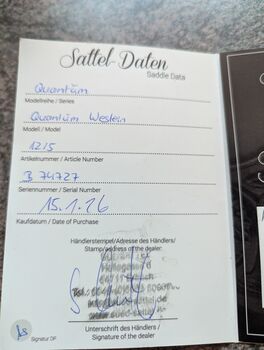 Sattel-Daten
Saddle Data
Quantum
Modellreihe / Series
Quantum Western
Modell / Model
1215
Artikelnummer / Article Number
B 74727
Seriennummer / Serial Number
15.1.26
Kaufdatum / Date of Purchase
Händlerstempel/Adresse des Händlers/
Stamp/address of the dealer
Unterschrift des Händlers/
Signature of the dealer
Signatur DP